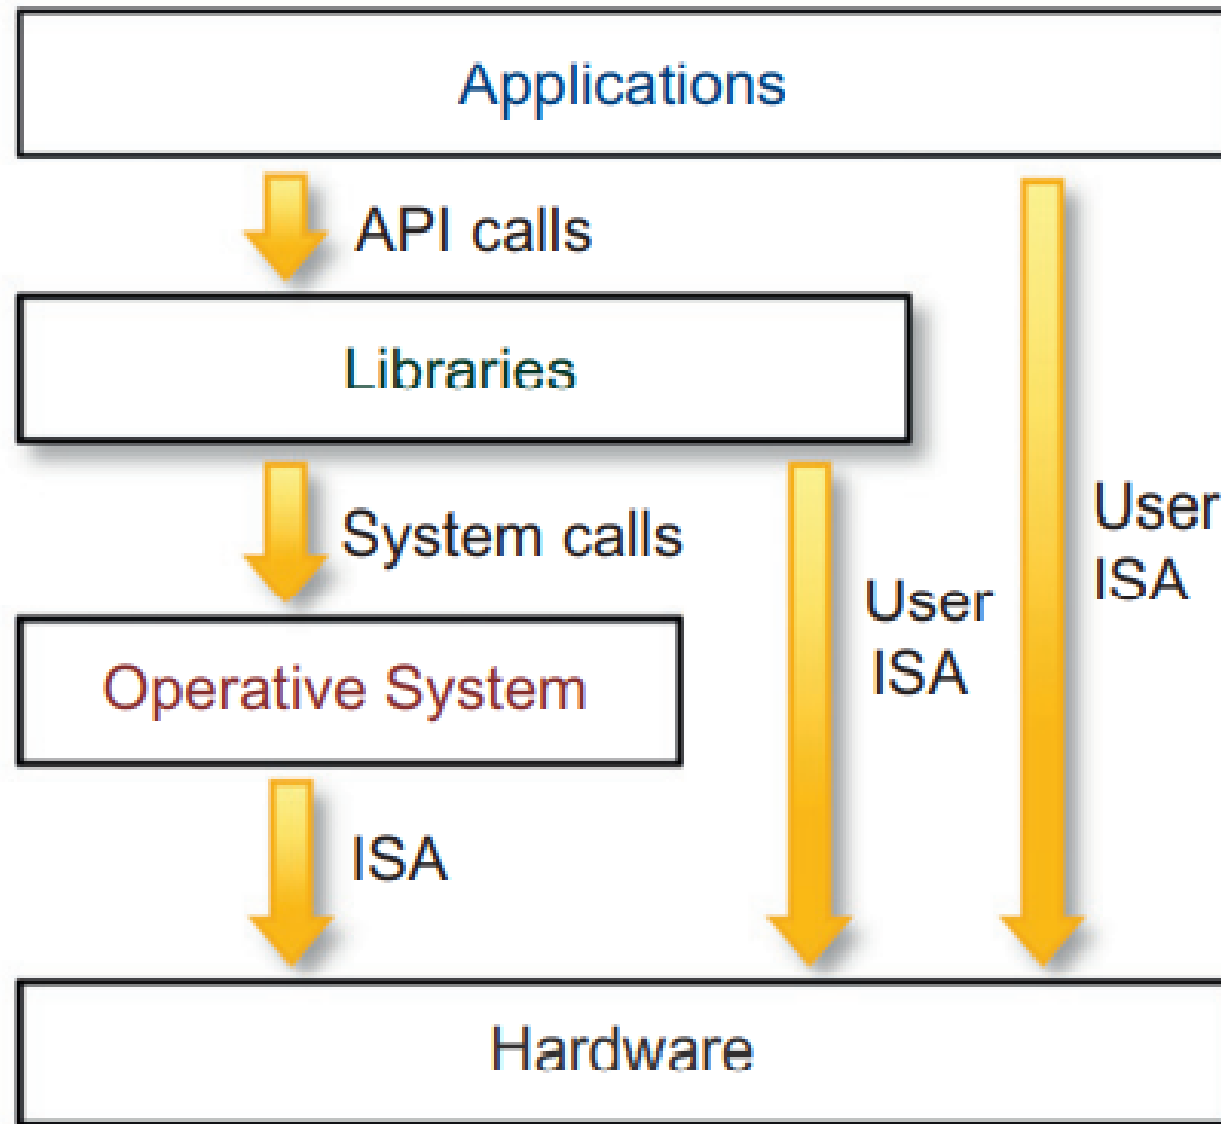 Applications
API calls
Libraries
System calls
User
ISA
User
ISA
Operative System
ISA
Hardware